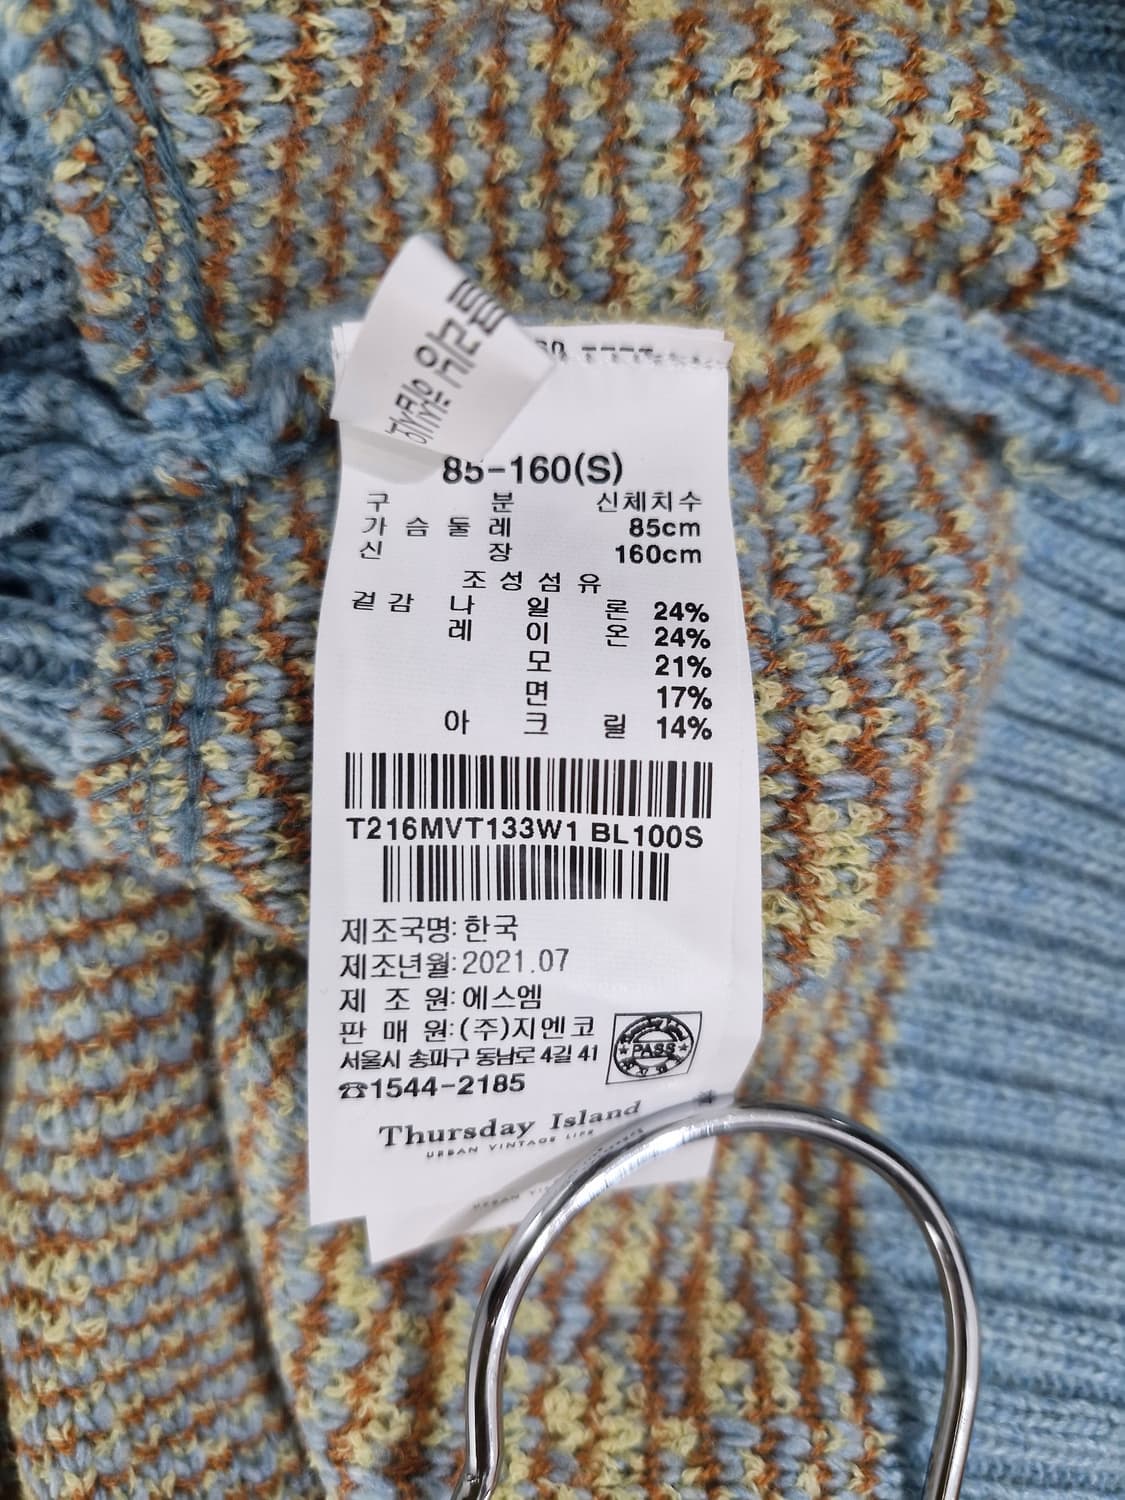 85-160(S)
구 분 신체치수
가 슴 둘 레 85cm
신 장 160cm
조 성 섬 유
겉 감 나 일 론 24%
레 이 온 24%
모 21%
면 17%
아 크 릴 14%
T216MVT133W1 BL100S
제조국명: 한국
제조년월: 2021.07
제 조 원: 에스엠
판 매 원: (주)지엔코
서울시 송파구 동남로 4길 41
☎1544-2185
PASS
Thursday Island
URBAN VINTAGE LIFE